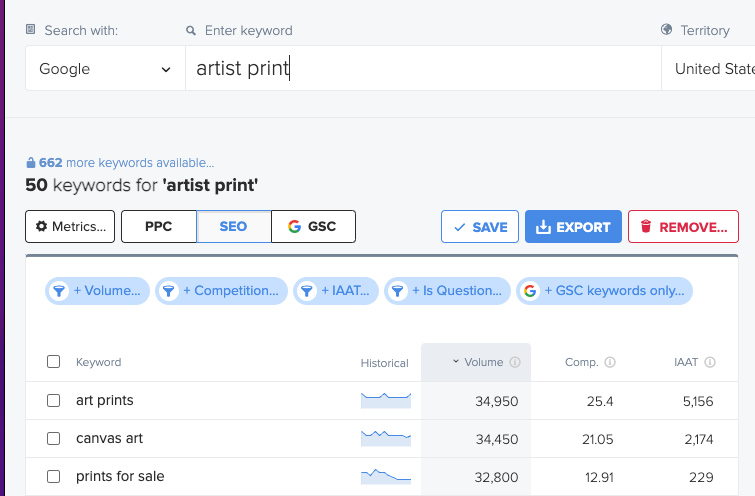 Search with: Enter keyword Territory
Google artist print United State
662 more keywords available...
50 keywords for 'artist print'
Metrics... PPC SEO GSC SAVE EXPORT REMOVE...
+ Volume... + Competition... + IAAT... + Is Question... + GSC keywords only...
Keyword Historical Volume Comp. IAAT
art prints 34,950 25.4 5,156
canvas art 34,450 21.05 2,174
prints for sale 32,800 12.91 229